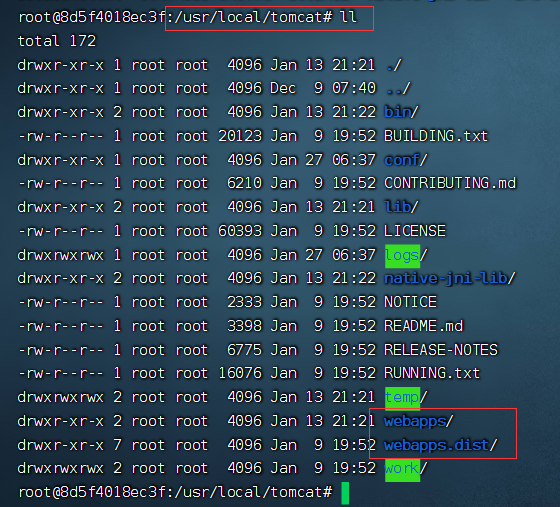 root@8d5f4018ec3f:/usr/local/tomcat# ll
total 172
drwxr-xr-x 1 root root  4096 Jan 13 21:21 ./
drwxr-xr-x 1 root root  4096 Dec  9 07:40 ../
drwxr-xr-x 2 root root  4096 Jan 13 21:22 bin/
-rw-r--r-- 1 root root 20123 Jan  9 19:52 BUILDING.txt
drwxr-xr-x 1 root root  4096 Jan 27 06:37 conf/
-rw-r--r-- 1 root root  6210 Jan  9 19:52 CONTRIBUTING.md
drwxr-xr-x 2 root root  4096 Jan 13 21:21 lib/
-rw-r--r-- 1 root root 60393 Jan  9 19:52 LICENSE
drwxrwxrwx 1 root root  4096 Jan 27 06:37 logs/
drwxr-xr-x 2 root root  4096 Jan 13 21:22 native-jni-lib/
-rw-r--r-- 1 root root  2333 Jan  9 19:52 NOTICE
-rw-r--r-- 1 root root  3398 Jan  9 19:52 README.md
-rw-r--r-- 1 root root  6775 Jan  9 19:52 RELEASE-NOTES
-rw-r--r-- 1 root root 16076 Jan  9 19:52 RUNNING.txt
drwxrwxrwx 2 root root  4096 Jan 13 21:21 temp/
drwxr-xr-x 2 root root  4096 Jan 13 21:21 webapps/
drwxr-xr-x 7 root root  4096 Jan  9 19:52 webapps.dist/
drwxrwxrwx 2 root root  4096 Jan  9 19:52 work/
root@8d5f4018ec3f:/usr/local/tomcat#